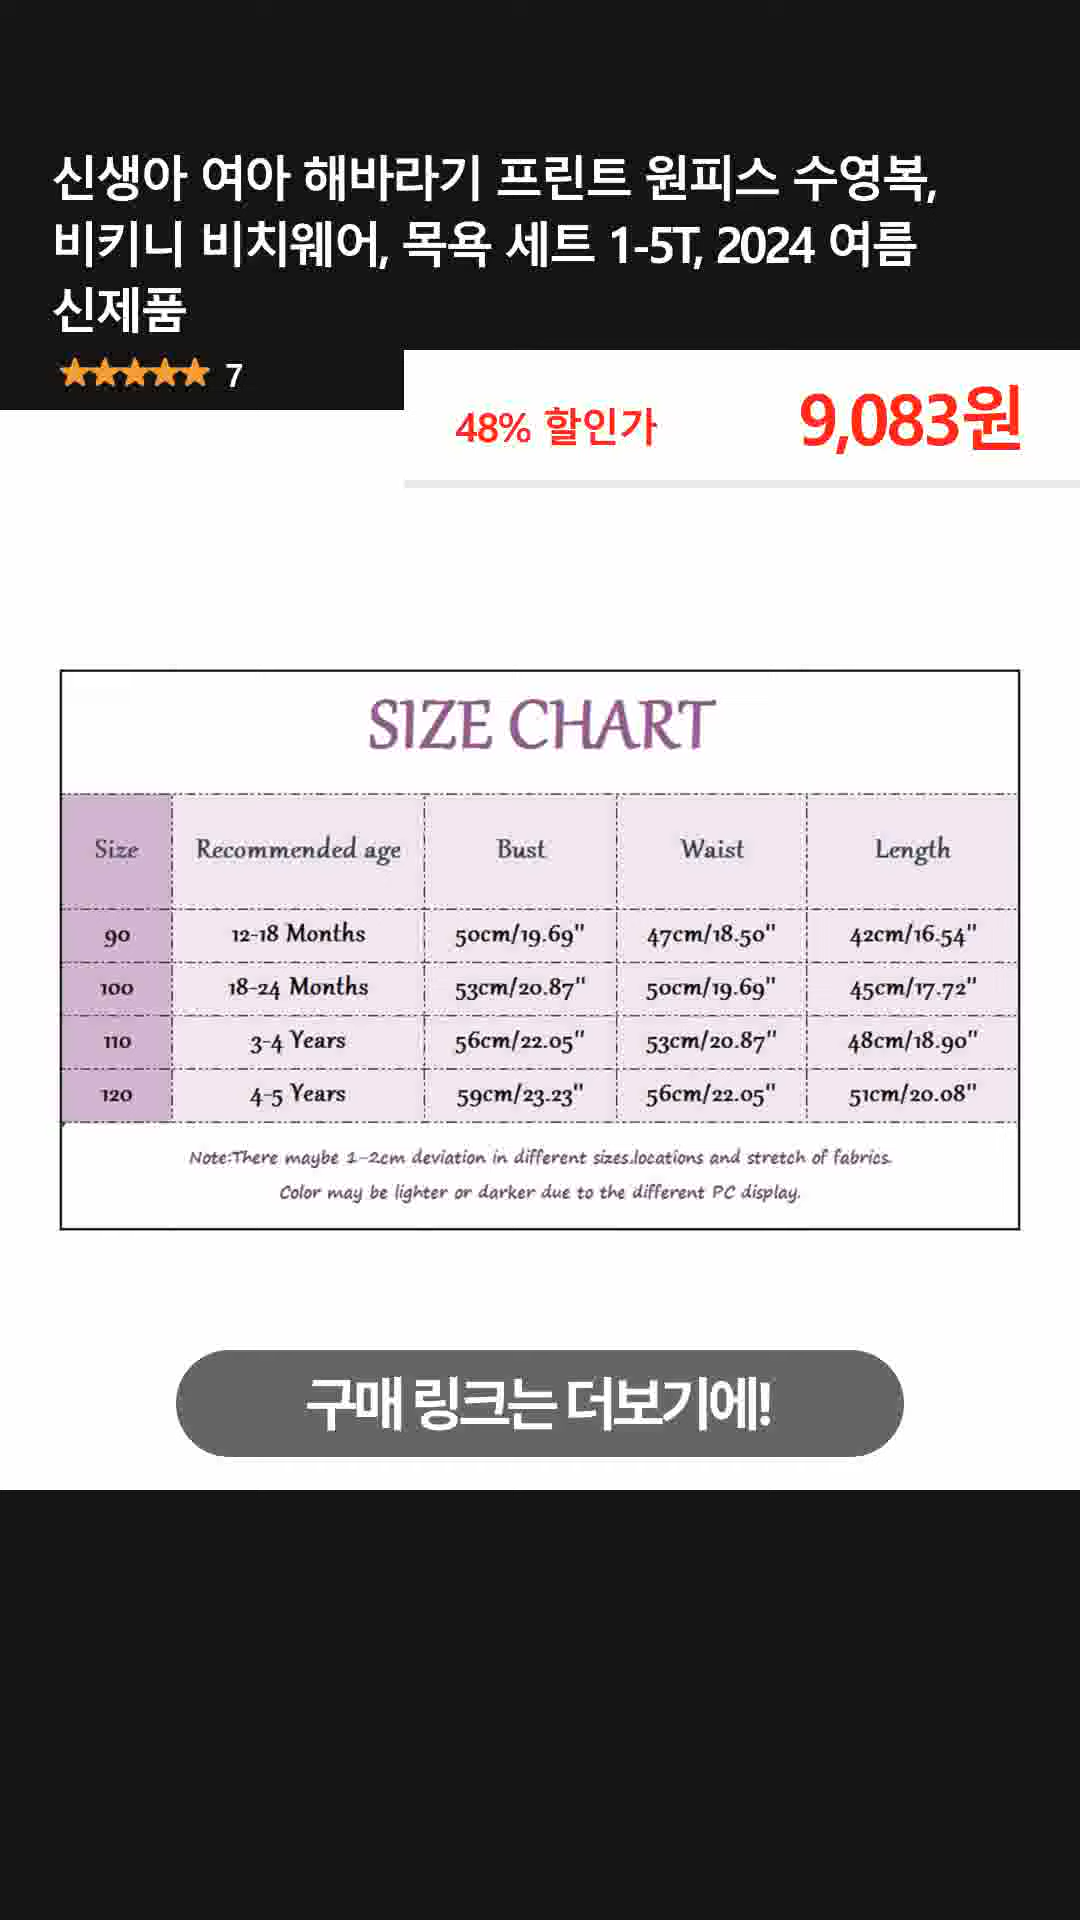 신생아 여아 해바라기 프린트 원피스 수영복,
비키니 비치웨어, 목욕 세트 1-5T, 2024 여름
신제품
7
48% 할인가 9,083원
SIZE CHART
Size Recommended age Bust Waist Length
90 12-18 Months 50cm/19.69" 47cm/18.50" 42cm/16.54"
100 18-24 Months 53cm/20.87" 50cm/19.69" 45cm/17.72"
110 3-4 Years 56cm/22.05" 53cm/20.87" 48cm/18.90"
120 4-5 Years 59cm/23.23" 56cm/22.05" 51cm/20.08"
Note:There maybe 1-2cm deviation in different sizes.locations and stretch of fabrics.
Color may be lighter or darker due to the different PC display.
구매 링크는 더보기에!